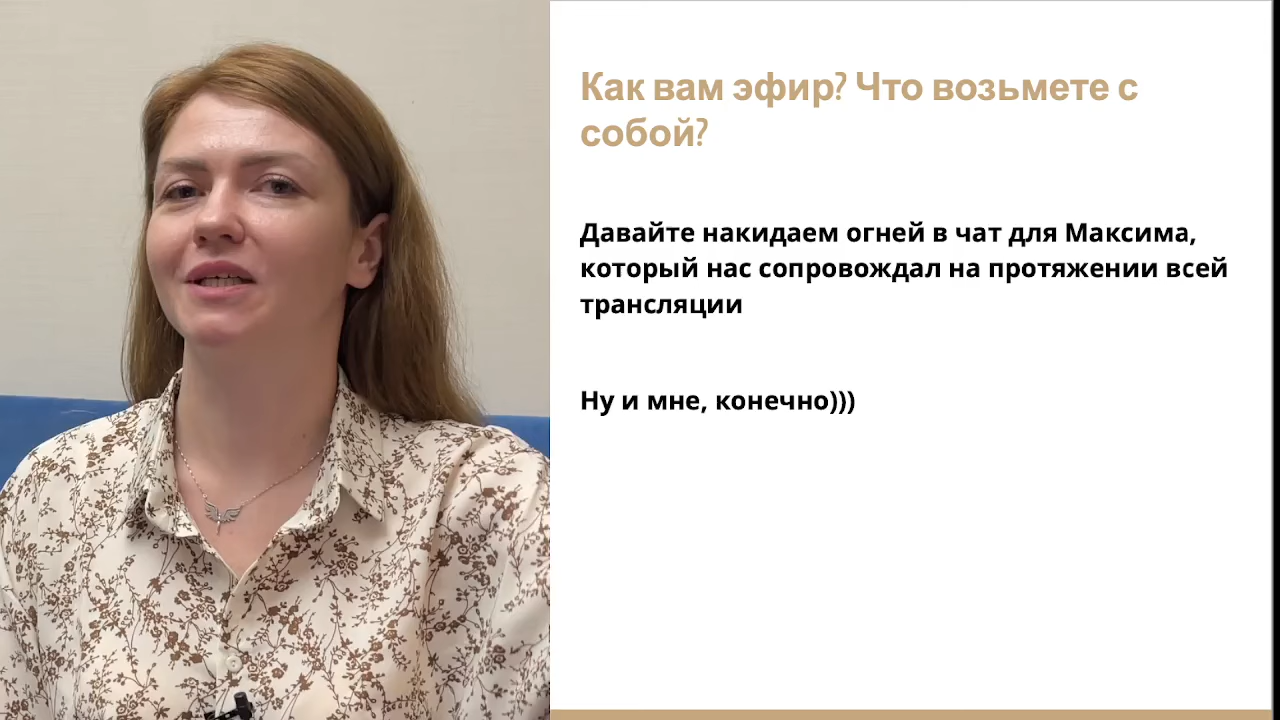 Как вам эфир? Что возьмете с
собой?
Давайте накидаем огней в чат для Максима,
который нас сопровождал на протяжении всей
трансляции
Ну и мне, конечно)))